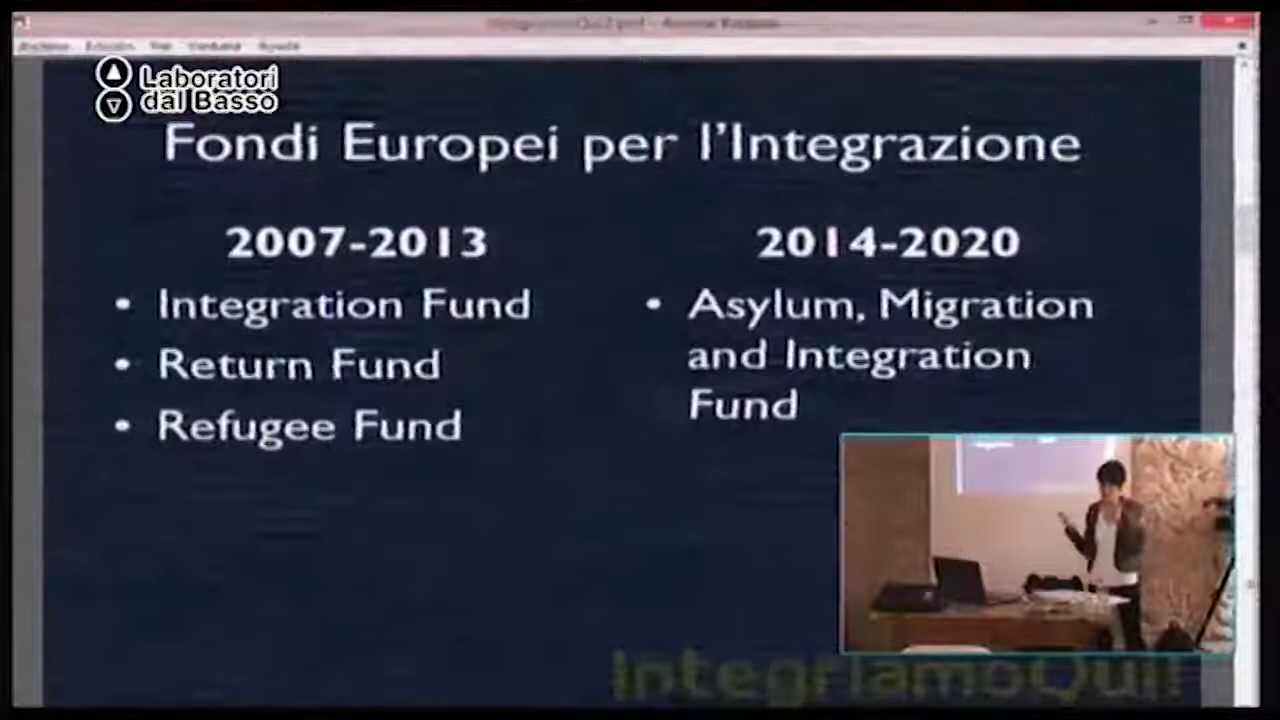 Laboratori
dal Basso
Fondi Europei per l'Integrazione
2007-2013
• Integration Fund
• Return Fund
• Refugee Fund
2014-2020
• Asylum, Migration
and Integration
Fund
IntegriamoQui!